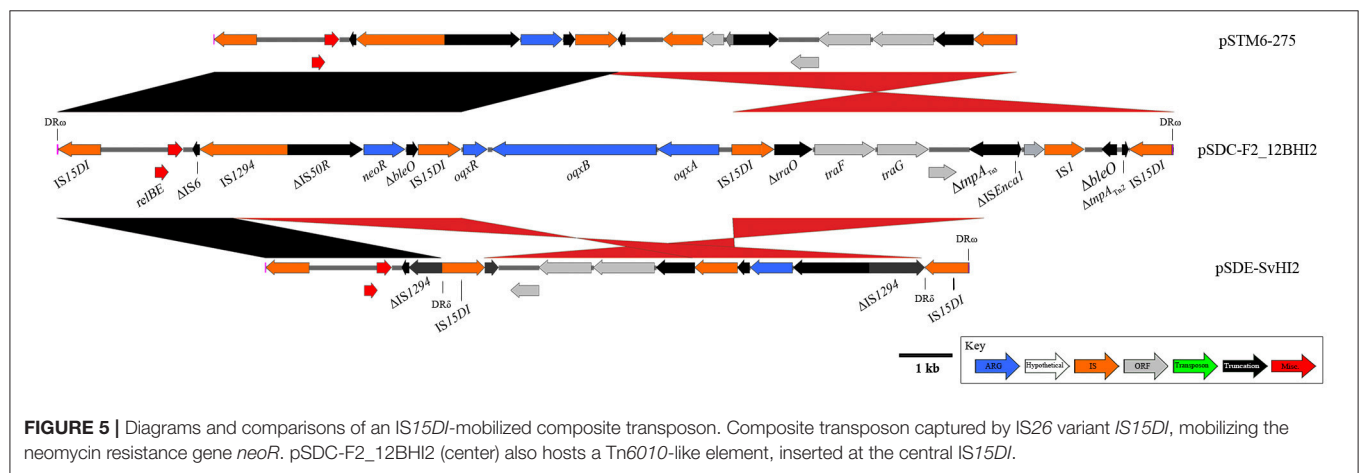 pSTM6-275
DRω
DRω
pSDC-F2_12BHI2
IS15DI
relBE
ΔIS6
IS1294
ΔIS50R
neoR
ΔbleO
IS15DI
oqxR
oqxB
oqxA
IS15DI
ΔtraO
traF
traG
ΔtnpA Tn3
ΔISEnca1
IS1
ΔbleO
ΔtnpA Tn2
IS15DI
DRω
pSDE-SvHI2
ΔIS1294
DRδ
IS15DI
ΔIS1294
DRδ
IS15DI
1 kb
Key
ARG
Hypothetical
IS
ORF
Transposon
Truncation
Misc.
FIGURE 5 | Diagrams and comparisons of an IS15DI-mobilized composite transposon. Composite transposon captured by IS26 variant IS15DI, mobilizing the
neomycin resistance gene neoR. pSDC-F2_12BHI2 (center) also hosts a Tn6010-like element, inserted at the central IS15DI.